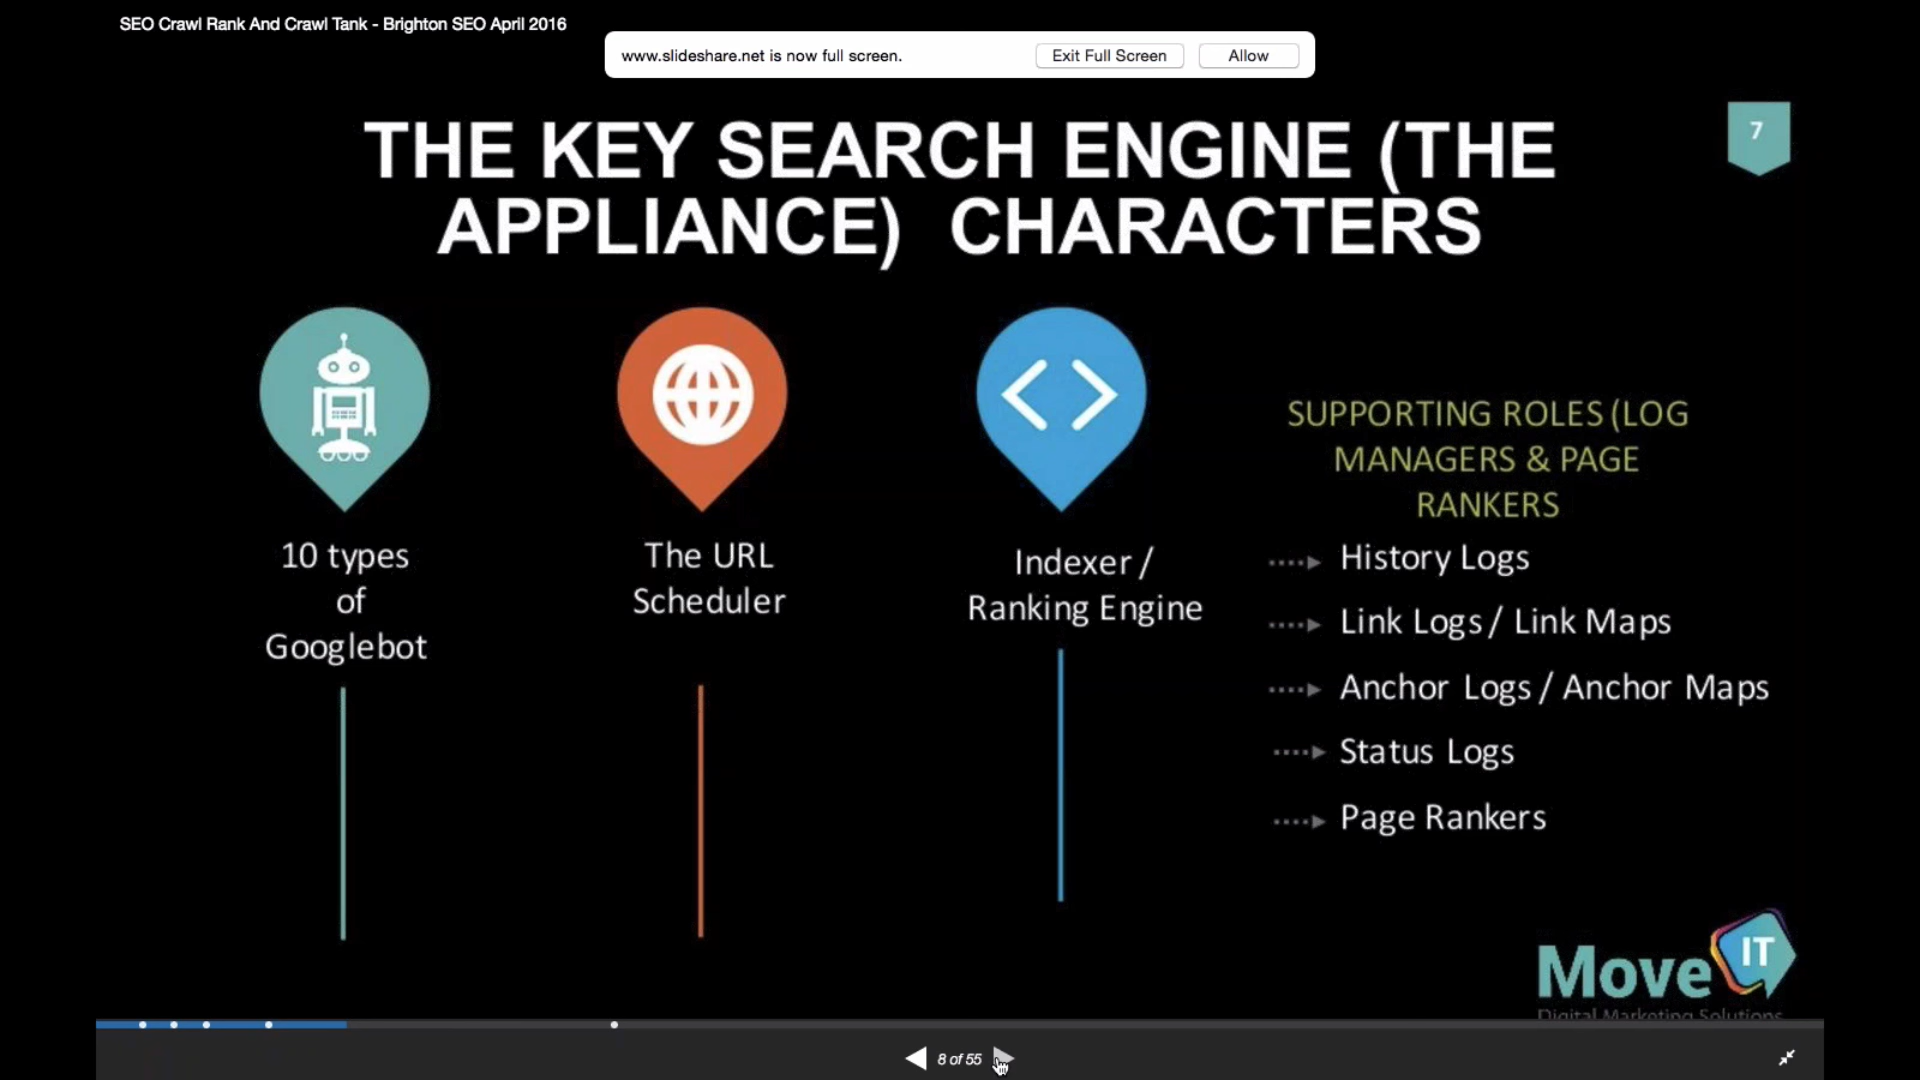 SEO Crawl Rank And Crawl Tank - Brighton SEO April 2016
www.slideshare.net is now full screen.
Exit Full Screen
Allow
THE KEY SEARCH ENGINE (THE
APPLIANCE) CHARACTERS
7
10 types
of
Googlebot
The URL
Scheduler
Indexer /
Ranking Engine
SUPPORTING ROLES (LOG
MANAGERS & PAGE
RANKERS
History Logs
Link Logs / Link Maps
Anchor Logs / Anchor Maps
Status Logs
Page Rankers
Move IT
Digital Marketing Solutions
8 of 55